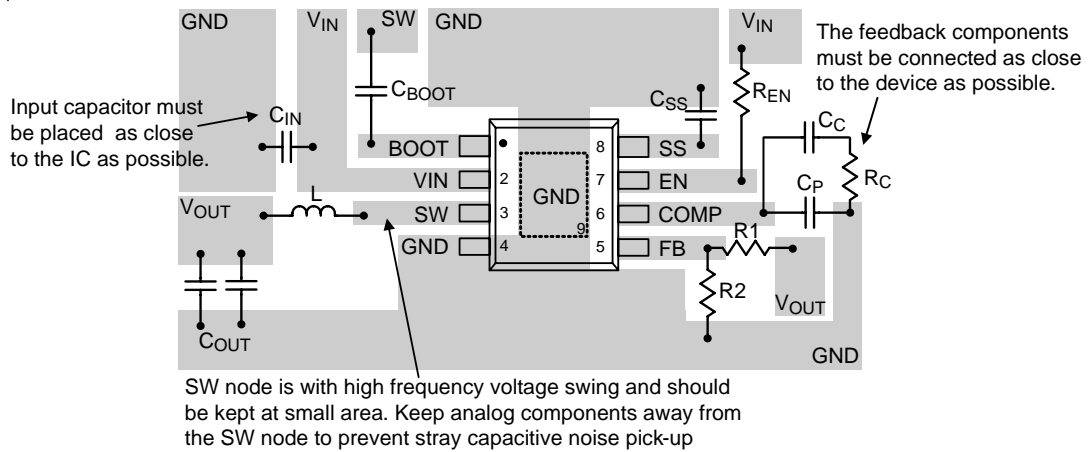 GND
VIN
SW
GND
VIN
The feedback components
must be connected as close
to the device as possible.
Input capacitor must
be placed as close
to the IC as possible.
CIN
CBOOT
CSS
REN
CC
RC
CP
BOOT
8
SS
VIN
2
GND
7
EN
VOUT
L
SW
3
6
COMP
GND
4
9
5
FB
R1
R2
VOUT
COUT
GND
SW node is with high frequency voltage swing and should
be kept at small area. Keep analog components away from
the SW node to prevent stray capacitive noise pick-up